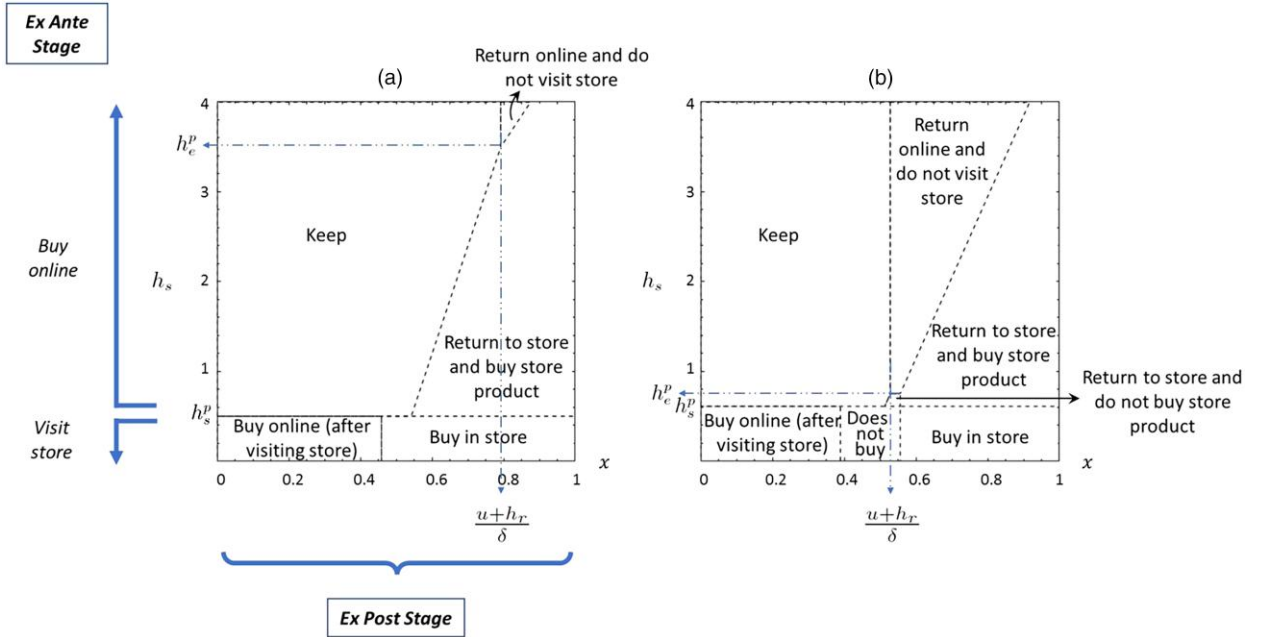 Ex Ante
Stage
Return online and do
not visit store
(a)
(b)
4
h_e^p
3
Keep
Buy
online
h_s
2
Return to store
and buy store
product
1
h_s^p
Visit
store
Buy online (after
visiting store)
Buy in store
x
0 0.2 0.4 0.6 0.8 1
u+h_r
δ
4
Return
online and
do not visit
store
3
Keep
h_s
2
Return to store
and buy store
product
1
h_e^p
h_s^p
Return to store and
do not buy store
product
Buy online (after
visiting store)
Does
not
buy
Buy in store
x
0 0.2 0.4 0.6 0.8 1
u+h_r
δ
Ex Post Stage